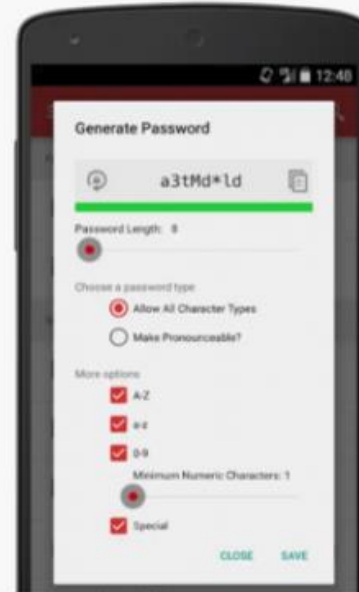 12:48
Generate Password
a3tMd*ld
Password Length: 8
Choose a password type
Allow All Character Types
Make Pronounceable?
More options
A-Z
a-z
0-9
Minimum Numeric Characters: 1
Special
CLOSE SAVE